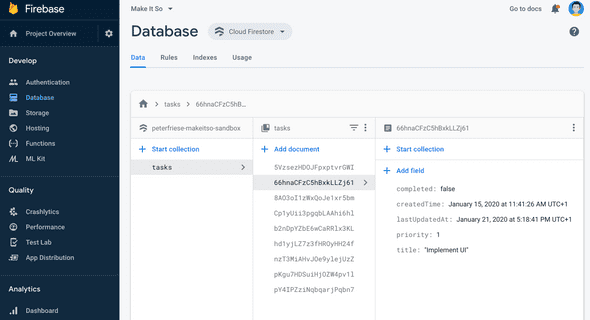 Firebase
Make It So
Go to docs
Project Overview
Database
Cloud Firestore
Data
Rules
Indexes
Usage
Develop
Authentication
Database
Storage
Hosting
Functions
ML Kit
Quality
Crashlytics
Performance
Test Lab
App Distribution
Analytics
Dashboard
tasks
66hnaCFzC5hB...
peterfriese-makeitso-sandbox
Start collection
tasks
tasks
Add document
5VzsezHDOJFpxptvrGWI
66hnaCFzC5hBxkLLZj61
8AO3oI1zWxQoJe1xr5bm
Cp1yUii3pgqbLAAhi6hl
b2nDpYZbE6wCaRRlx3KL
hd1yjLZ7z3fHROyHH24f
nzT3MiAHvJOe9ylejUzZ
pKgu7HDSuiHjOZW4pv1l
pY4IPZziNqbqarjPqbn7
66hnaCFzC5hBxkLLZj61
Start collection
Add field
completed: false
createdTime: January 15, 2020 at 11:41:26 AM UTC+1
lastUpdatedAt: January 21, 2020 at 5:18:41 PM UTC+1
priority: 1
title: "Implement UI"